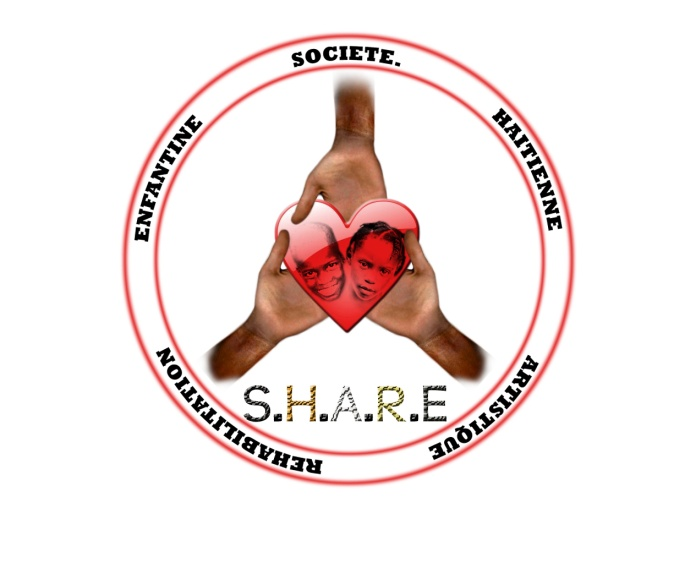 SOCIETE.
HAITIENNE
ARTISTIQUE
REHABILITATION
ENFANTINE
S.H.A.R.E